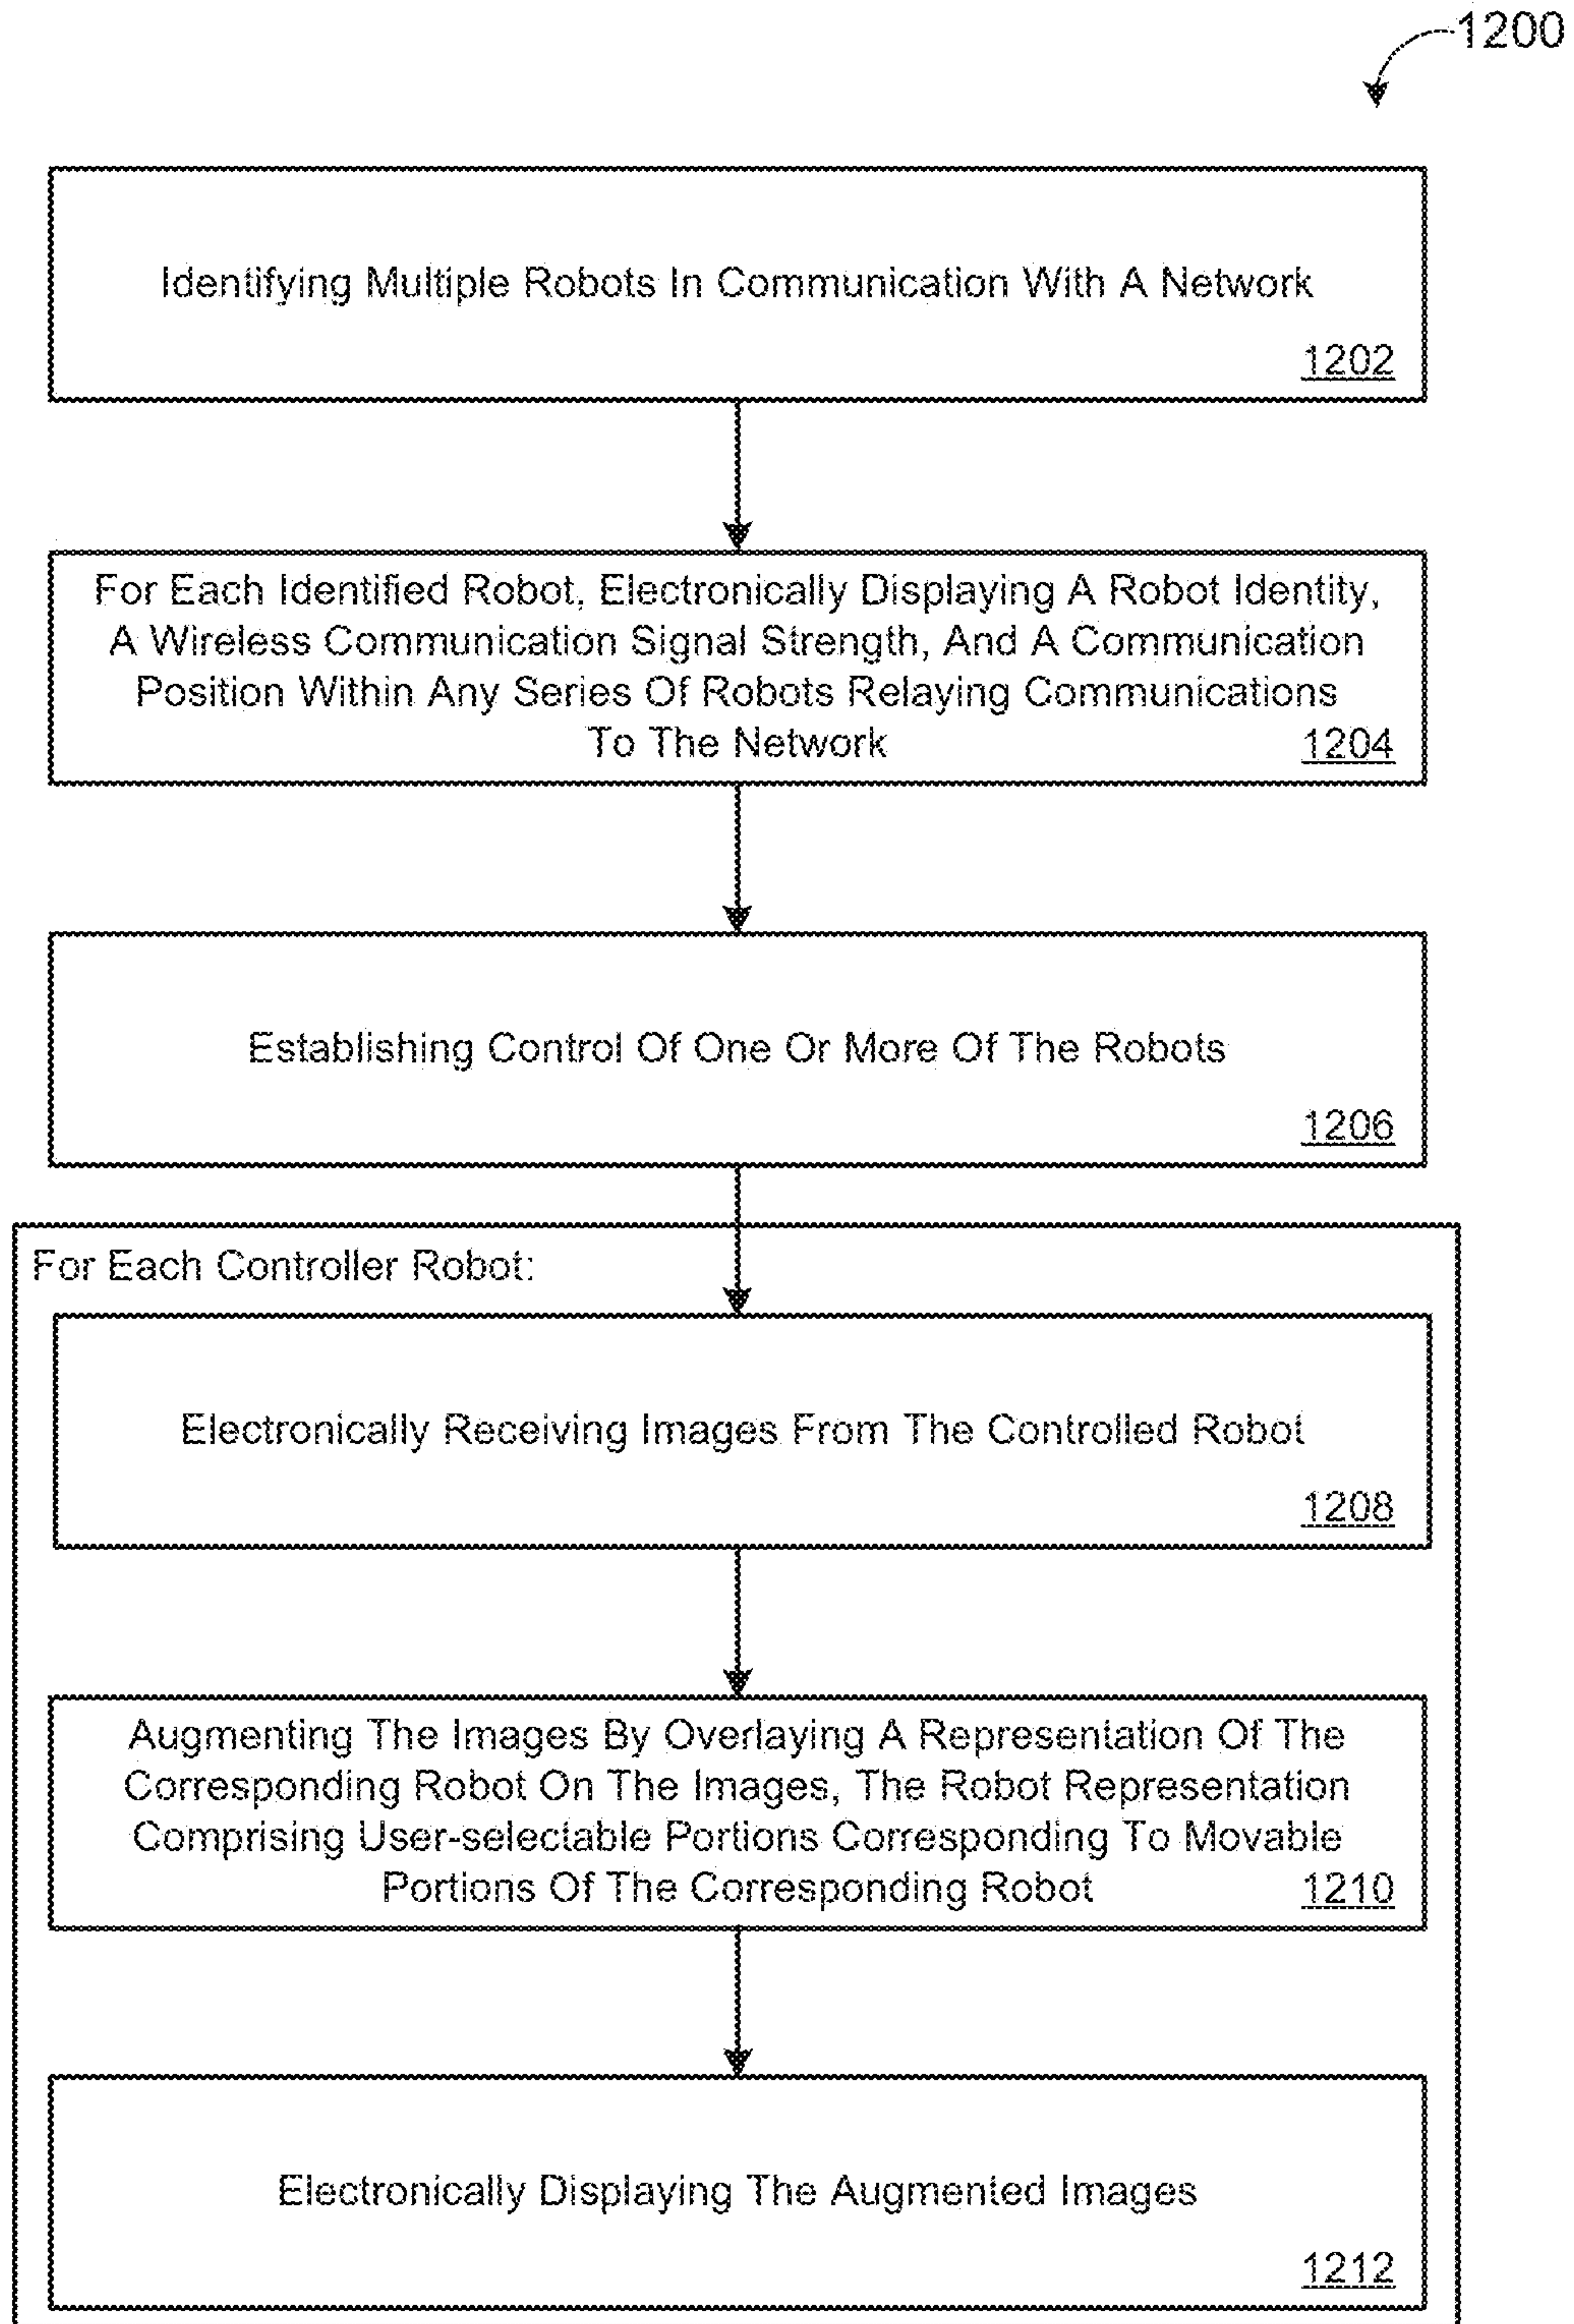 1200
Identifying Multiple Robots In Communication With A Network
1202
For Each Identified Robot, Electronically Displaying A Robot Identity,
A Wireless Communication Signal Strength, And A Communication
Position Within Any Series Of Robots Relaying Communications
To The Network
1204
Establishing Control Of One Or More Of The Robots
1206
For Each Controller Robot:
Electronically Receiving Images From The Controlled Robot
1208
Augmenting The Images By Overlaying A Representation Of The
Corresponding Robot On The Images, The Robot Representation
Comprising User-selectable Portions Corresponding To Movable
Portions Of The Corresponding Robot
1210
Electronically Displaying The Augmented Images
1212